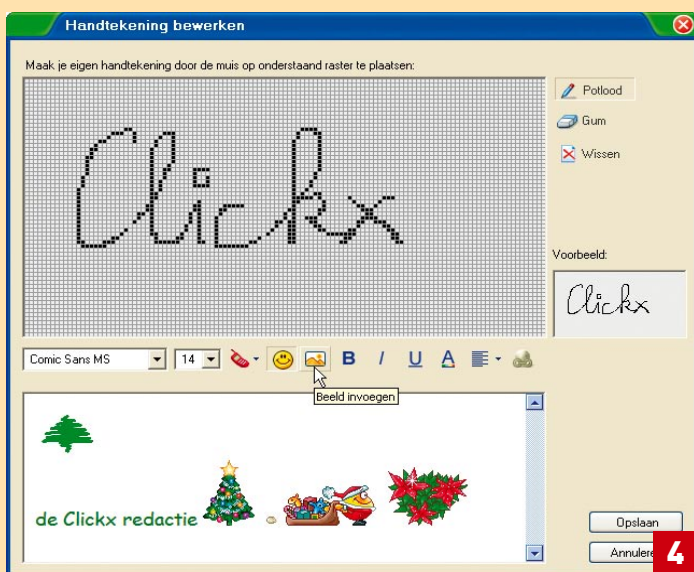 Handtekening bewerken
Maak je eigen handtekening door de muis op onderstaand raster te plaatsen:
Clickx
Potlood
Gum
Wissen
Voorbeeld:
Clickx
Comic Sans MS
14
B I U A
Beeld invoegen
de Clickx redactie
Opslaan
4